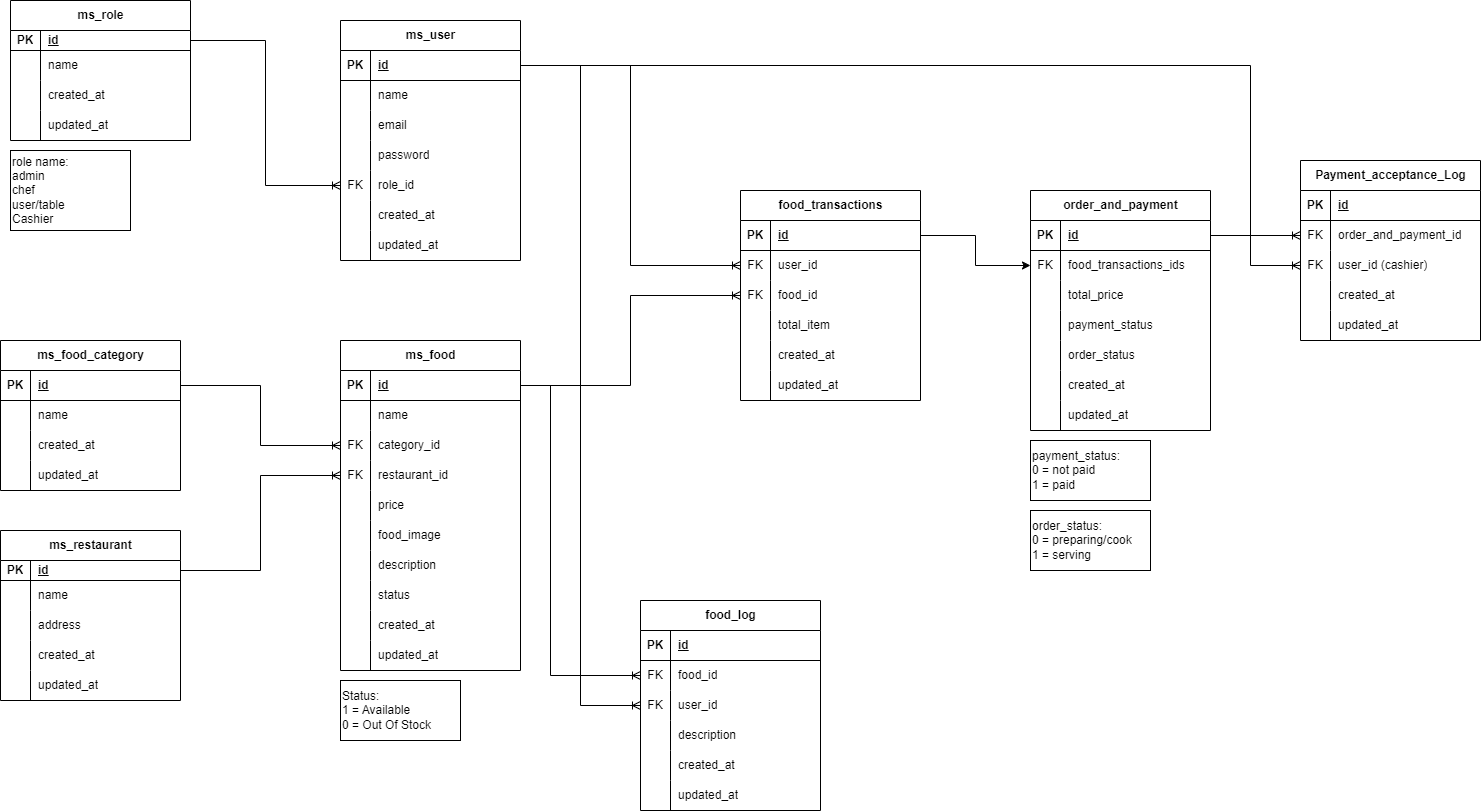 ms_role
PK id
name
created_at
updated_at
role name:
admin
chef
user/table
Cashier
ms_user
PK id
name
email
password
FK role_id
created_at
updated_at
food_transactions
PK id
FK user_id
FK food_id
total_item
created_at
updated_at
order_and_payment
PK id
FK food_transactions_ids
total_price
payment_status
order_status
created_at
updated_at
payment_status:
0 = not paid
1 = paid
order_status:
0 = preparing/cook
1 = serving
Payment_acceptance_Log
PK id
FK order_and_payment_id
FK user_id (cashier)
created_at
updated_at
ms_food_category
PK id
name
created_at
updated_at
ms_restaurant
PK id
name
address
created_at
updated_at
ms_food
PK id
name
FK category_id
FK restaurant_id
price
food_image
description
status
created_at
updated_at
Status:
1 = Available
0 = Out Of Stock
food_log
PK id
FK food_id
FK user_id
description
created_at
updated_at